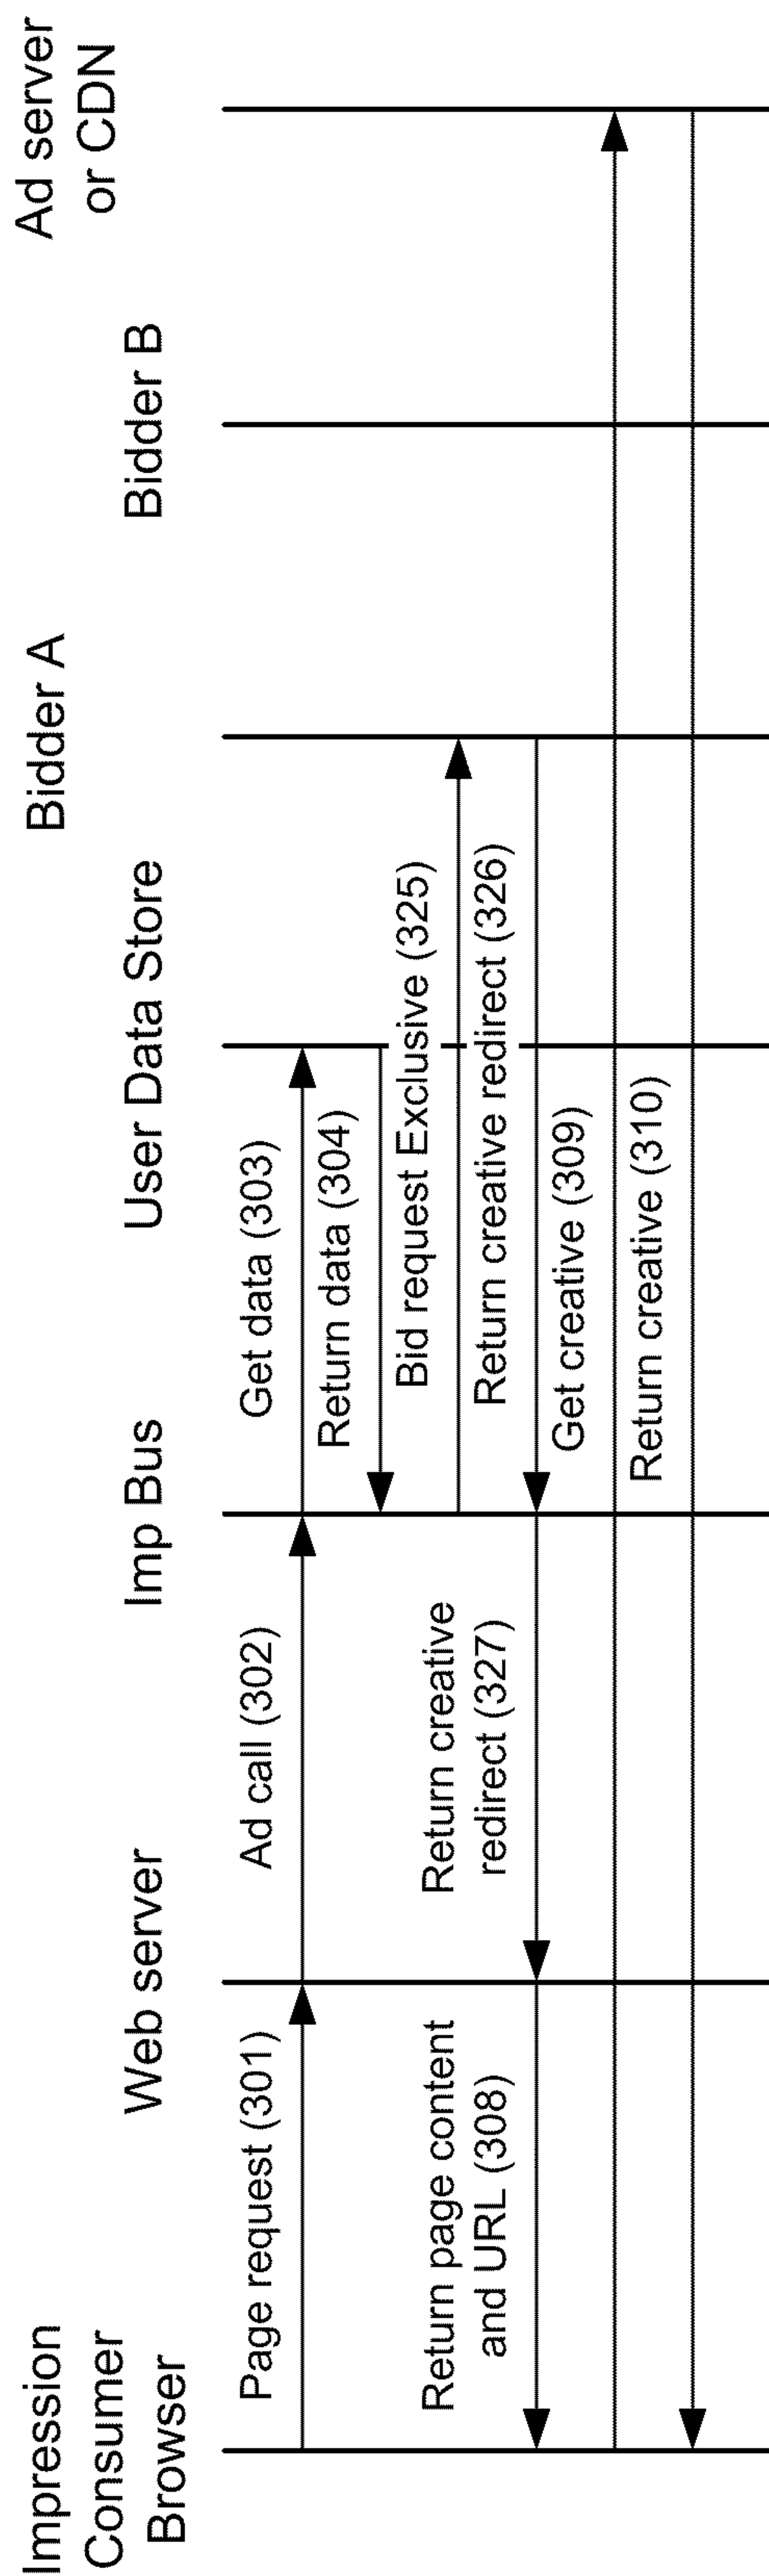 Impression
Consumer
Browser
Web server
Imp Bus
User Data Store
Bidder A
Bidder B
Ad server
or CDN
Page request (301)
Ad call (302)
Get data (303)
Return data (304)
Bid request Exclusive (325)
Return creative redirect (326)
Return creative
redirect (327)
Return page content
and URL (308)
Get creative (309)
Return creative (310)